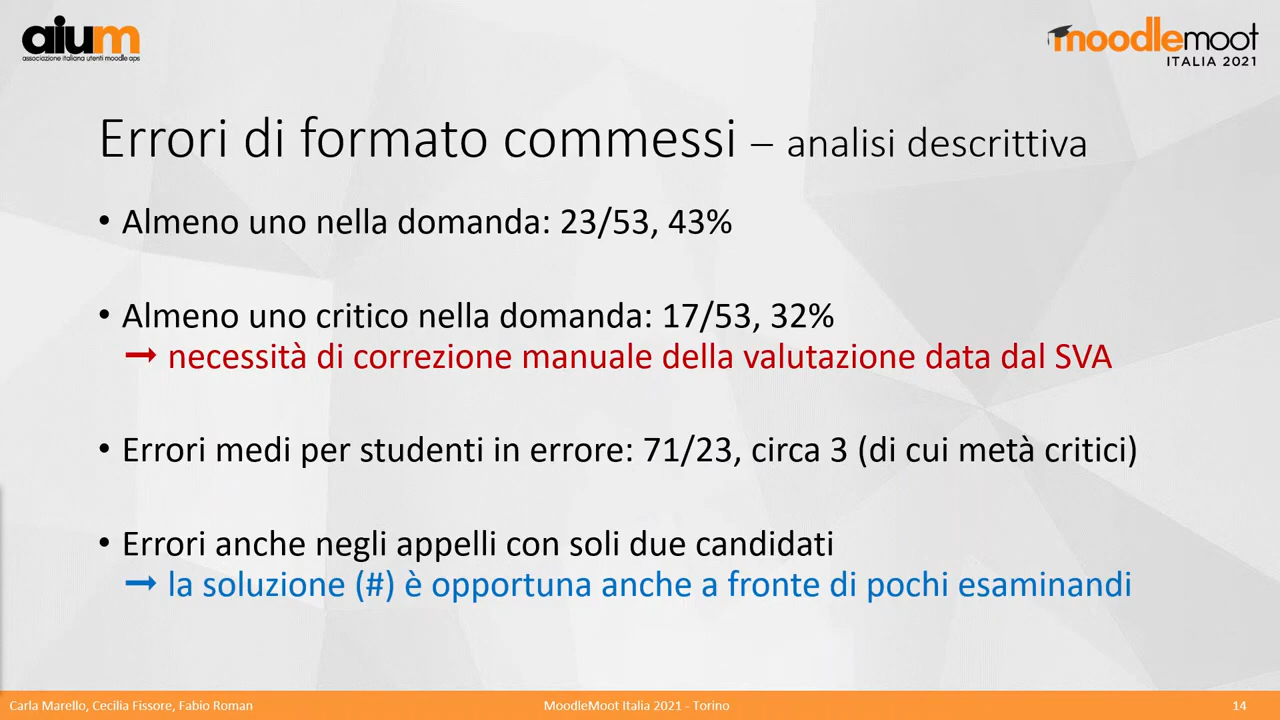 aium
associazione italiana utenti moodle aps
moodlemoot
ITALIA 2021
Errori di formato commessi – analisi descrittiva
• Almeno uno nella domanda: 23/53, 43%
• Almeno uno critico nella domanda: 17/53, 32%
→ necessità di correzione manuale della valutazione data dal SVA
• Errori medi per studenti in errore: 71/23, circa 3 (di cui metà critici)
• Errori anche negli appelli con soli due candidati
→ la soluzione (#) è opportuna anche a fronte di pochi esaminandi
Carla Marello, Cecilia Fissore, Fabio Roman
MoodleMoot Italia 2021 - Torino
14